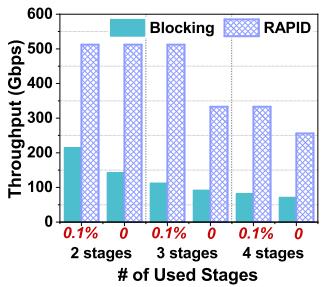 Throughput (Gbps)
600
500
400
300
200
100
0
Blocking RAPID
0.1% 0 0.1% 0 0.1% 0
2 stages 3 stages 4 stages
# of Used Stages